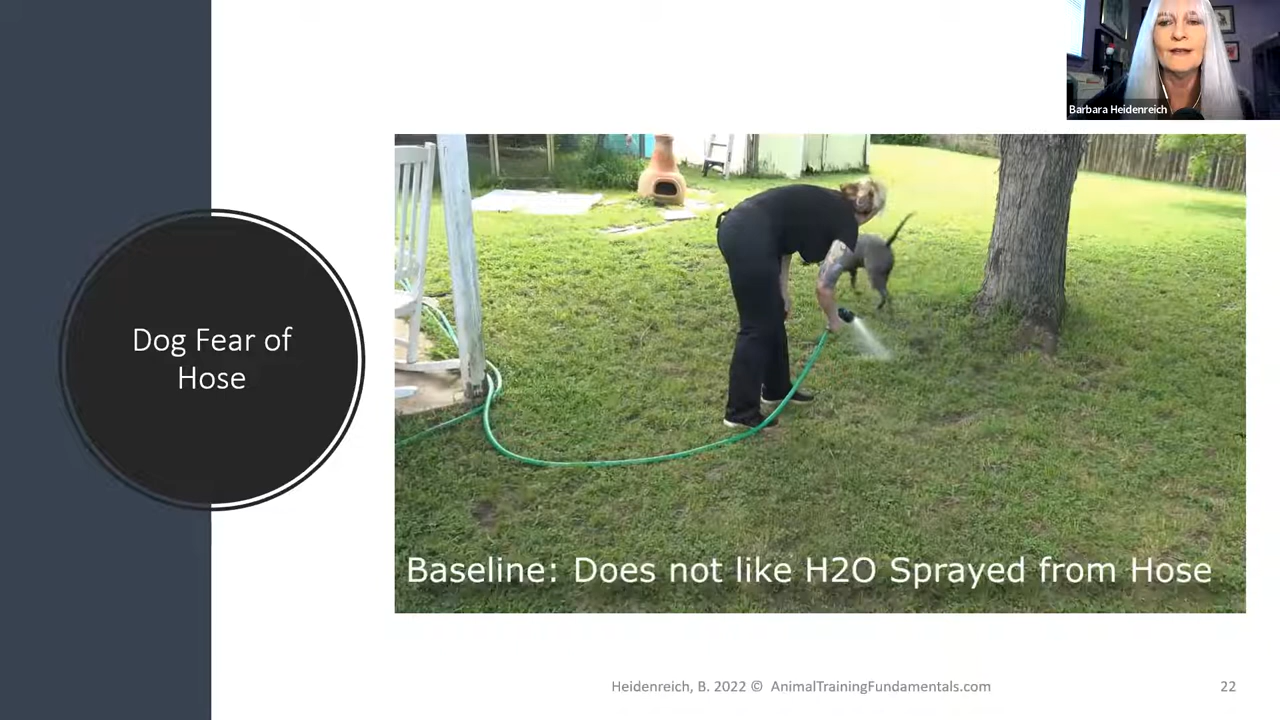 Barbara Heidenreich
Dog Fear of
Hose
Baseline: Does not like H2O Sprayed from Hose
Heidenreich, B. 2022 © AnimalTrainingFundamentals.com
22